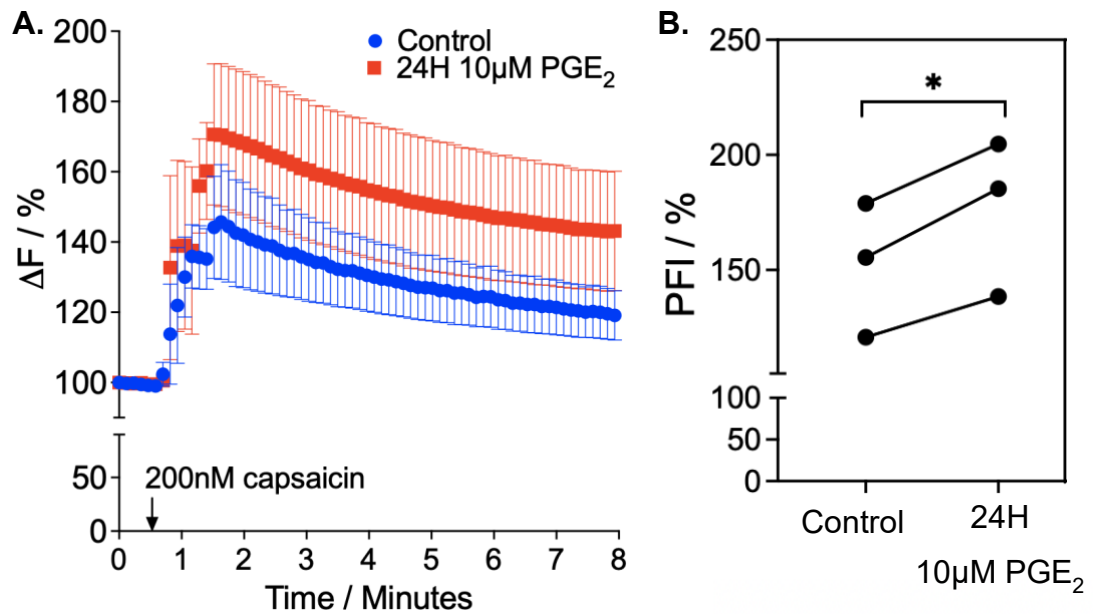 A.
200
180
160
140
120
100
50
0
ΔF / %
Control
24H 10µM PGE2
200nM capsaicin
0 1 2 3 4 5 6 7 8
Time / Minutes
B.
250
200
150
100
50
0
PFI / %
*
Control
24H
10µM PGE2